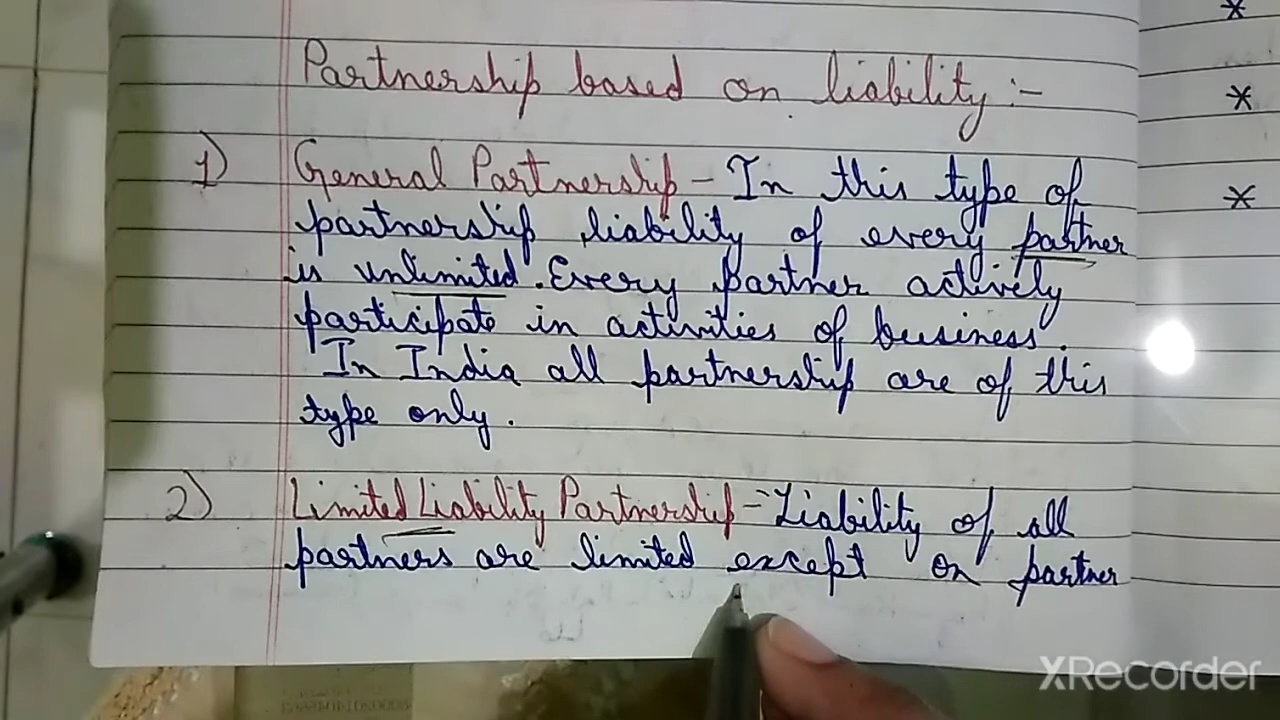 Partnership based on liability :-
1) General Partnership - In this type of
partnership liability of every partner
is unlimited. Every partner actively
participate in activities of business.
In India all partnership are of this
type only.
2) Limited Liability Partnership - Liability of all
partners are limited except on partner
XRecorder